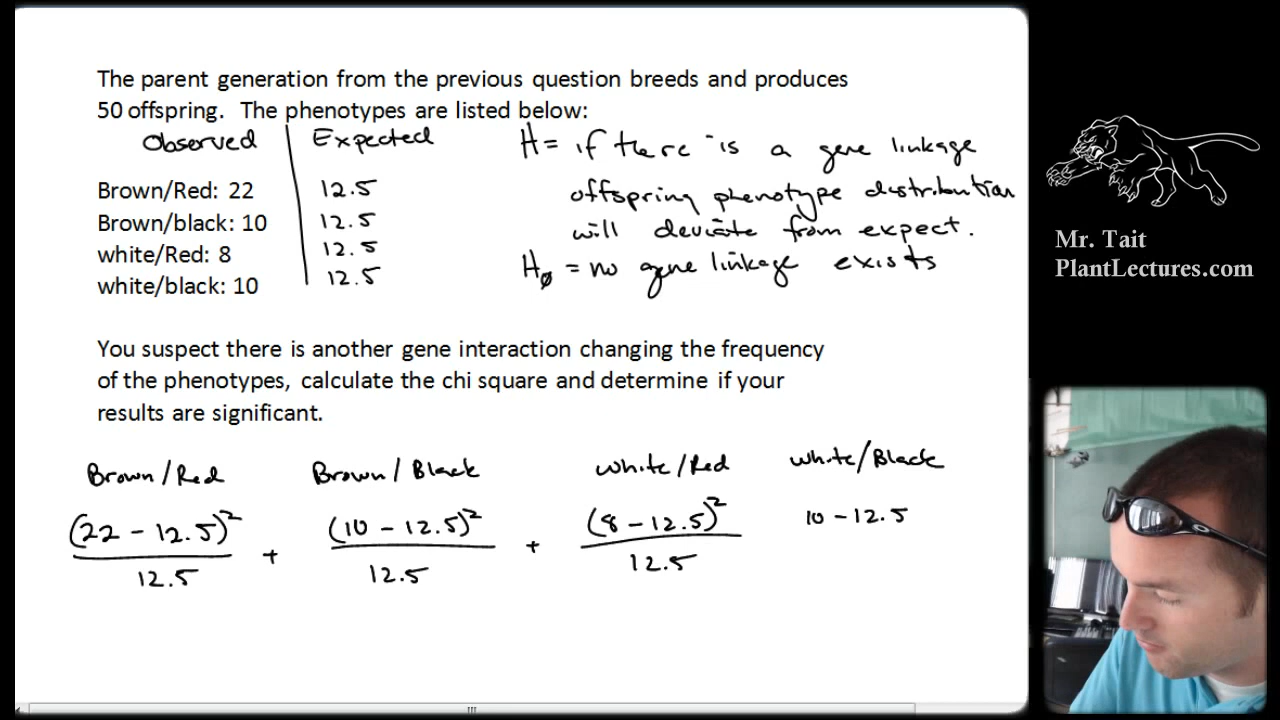 The parent generation from the previous question breeds and produces
50 offspring. The phenotypes are listed below:
Observed
Expected
Brown/Red: 22
12.5
Brown/black: 10
12.5
white/Red: 8
12.5
white/black: 10
12.5
H = if there is a gene linkage
offspring phenotype distribution
will deviate from expect.
Hø = no gene linkage exists
You suspect there is another gene interaction changing the frequency
of the phenotypes, calculate the chi square and determine if your
results are significant.
Brown/Red
Brown/Black
white/Red
white/Black
(22 - 12.5)²
12.5
+
(10 - 12.5)²
12.5
+
(8 - 12.5)²
12.5
10 - 12.5
Mr. Tait
PlantLectures.com